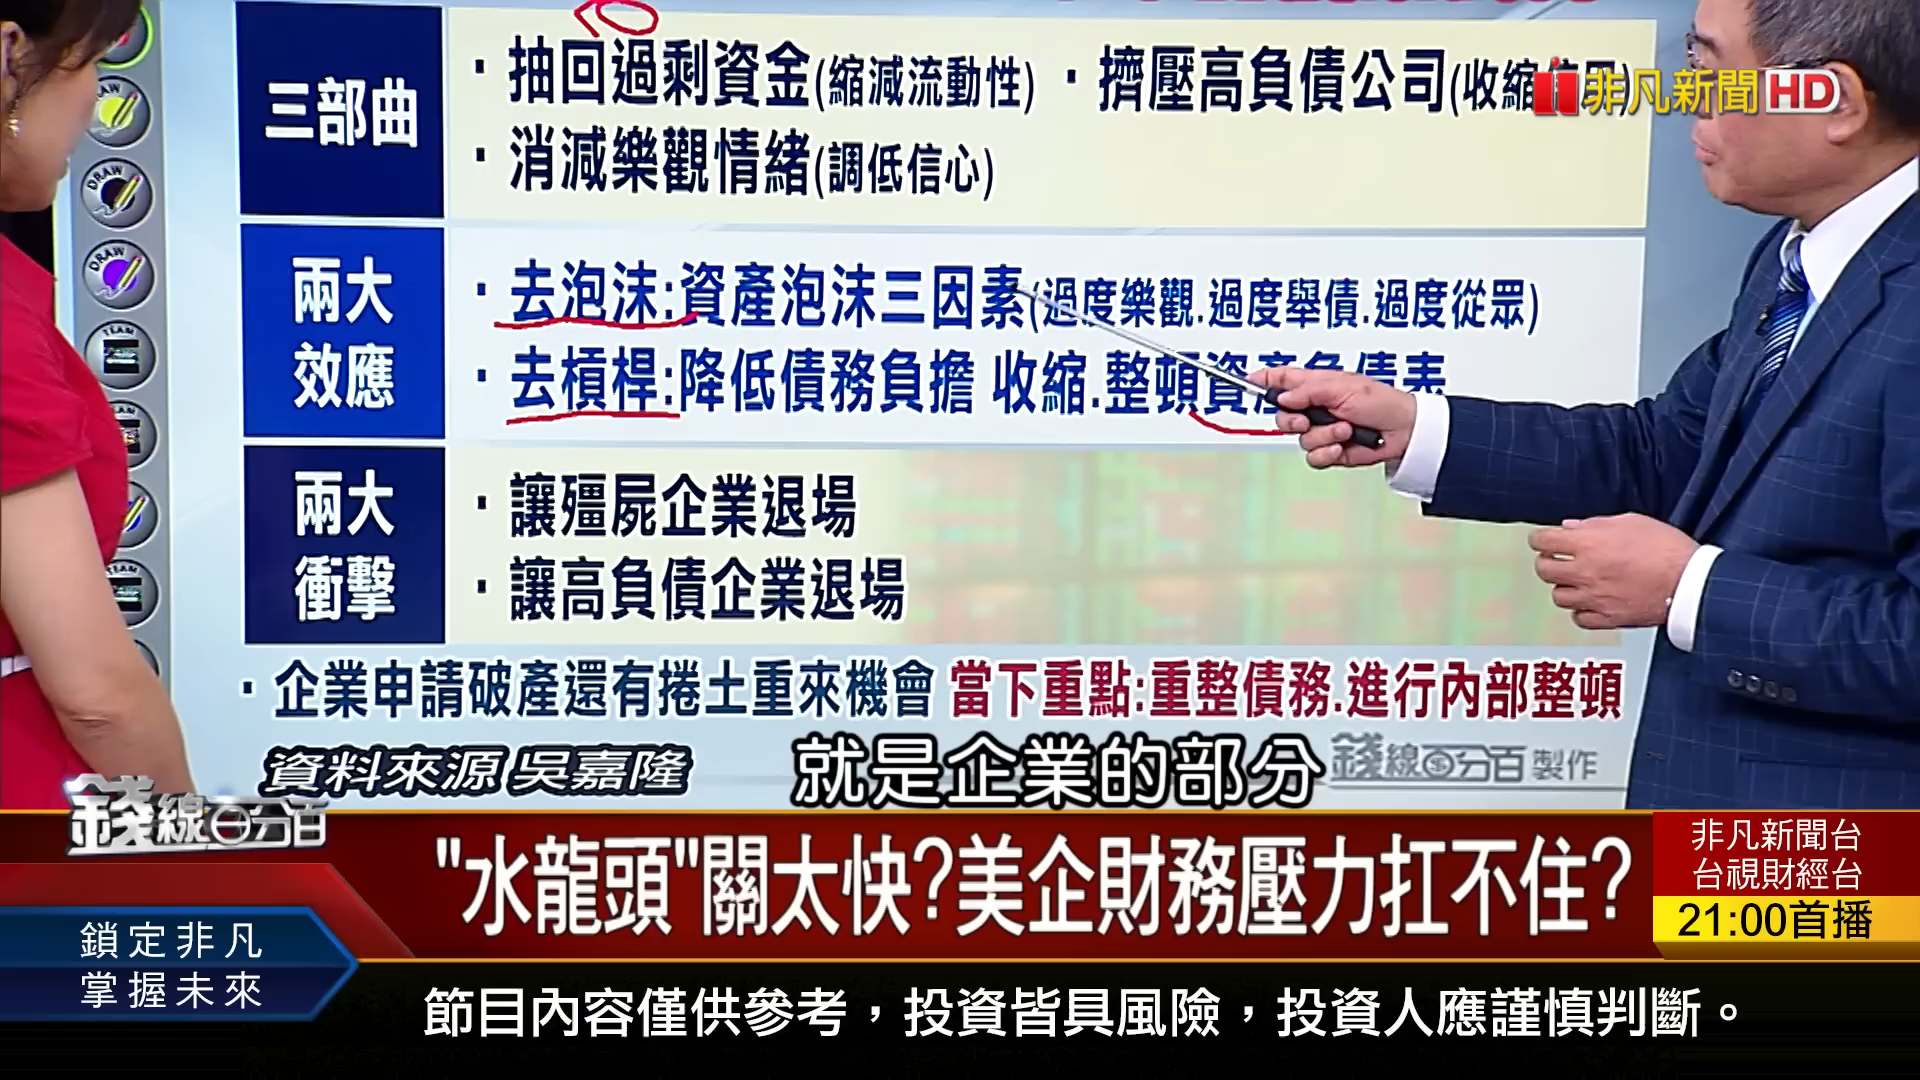 三部曲
·抽回過剩資金(縮減流動性) ·擠壓高負債公司(收縮信用)
·消減樂觀情緒(調低信心)
非凡新聞HD
兩大效應
·去泡沫:資產泡沫三因素(過度樂觀.過度舉債.過度從眾)
·去槓桿:降低債務負擔 收縮.整頓資產負債表
兩大衝擊
·讓殭屍企業退場
·讓高負債企業退場
·企業申請破產還有捲土重來機會 當下重點:重整債務.進行內部整頓
資料來源 吳嘉隆
就是企業的部分
錢線百分百 製作
錢線百分百
"水龍頭"關太快?美企財務壓力扛不住?
非凡新聞台
台視財經台
21:00首播
鎖定非凡
掌握未來
節目內容僅供參考，投資皆具風險，投資人應謹慎判斷。
DRAW
DRAW
DRAW
TEAM
TEAM